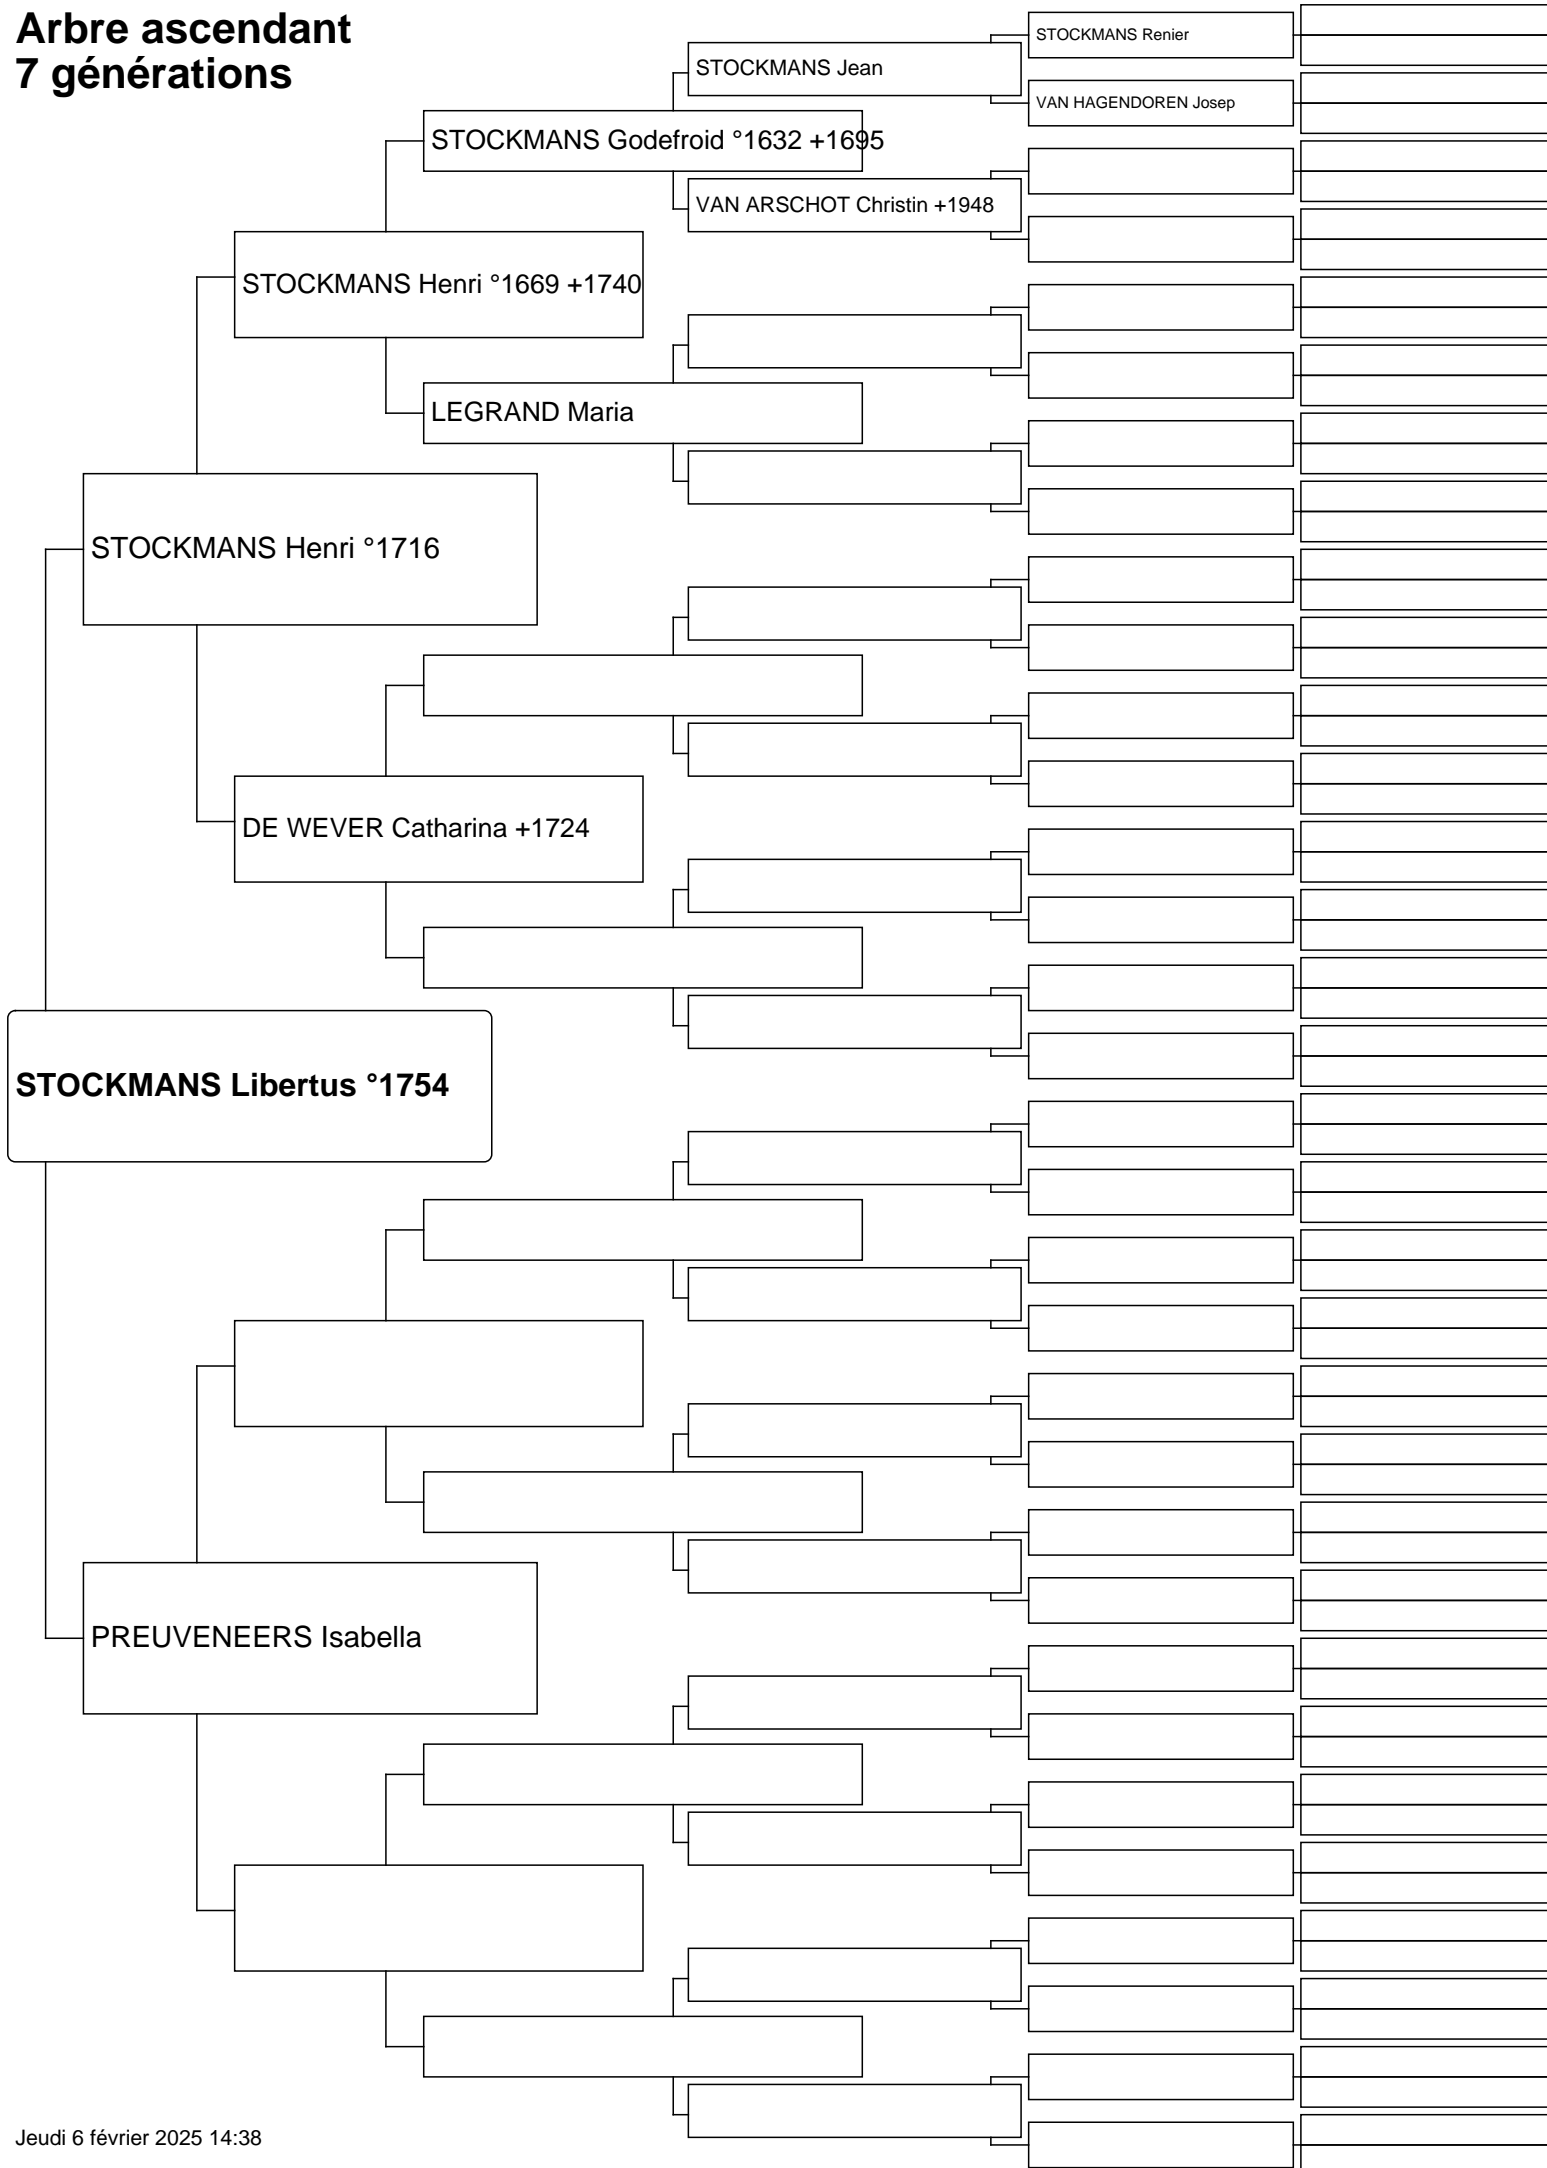 Arbre ascendant
7 générations
STOCKMANS Renier
STOCKMANS Jean
VAN HAGENDOREN Josep
STOCKMANS Godefroid °1632 +1695
VAN ARSCHOT Christin +1948
STOCKMANS Henri °1669 +1740
LEGRAND Maria
STOCKMANS Henri °1716
DE WEVER Catharina +1724
STOCKMANS Libertus °1754
PREUVENEERS Isabella
Jeudi 6 février 2025 14:38